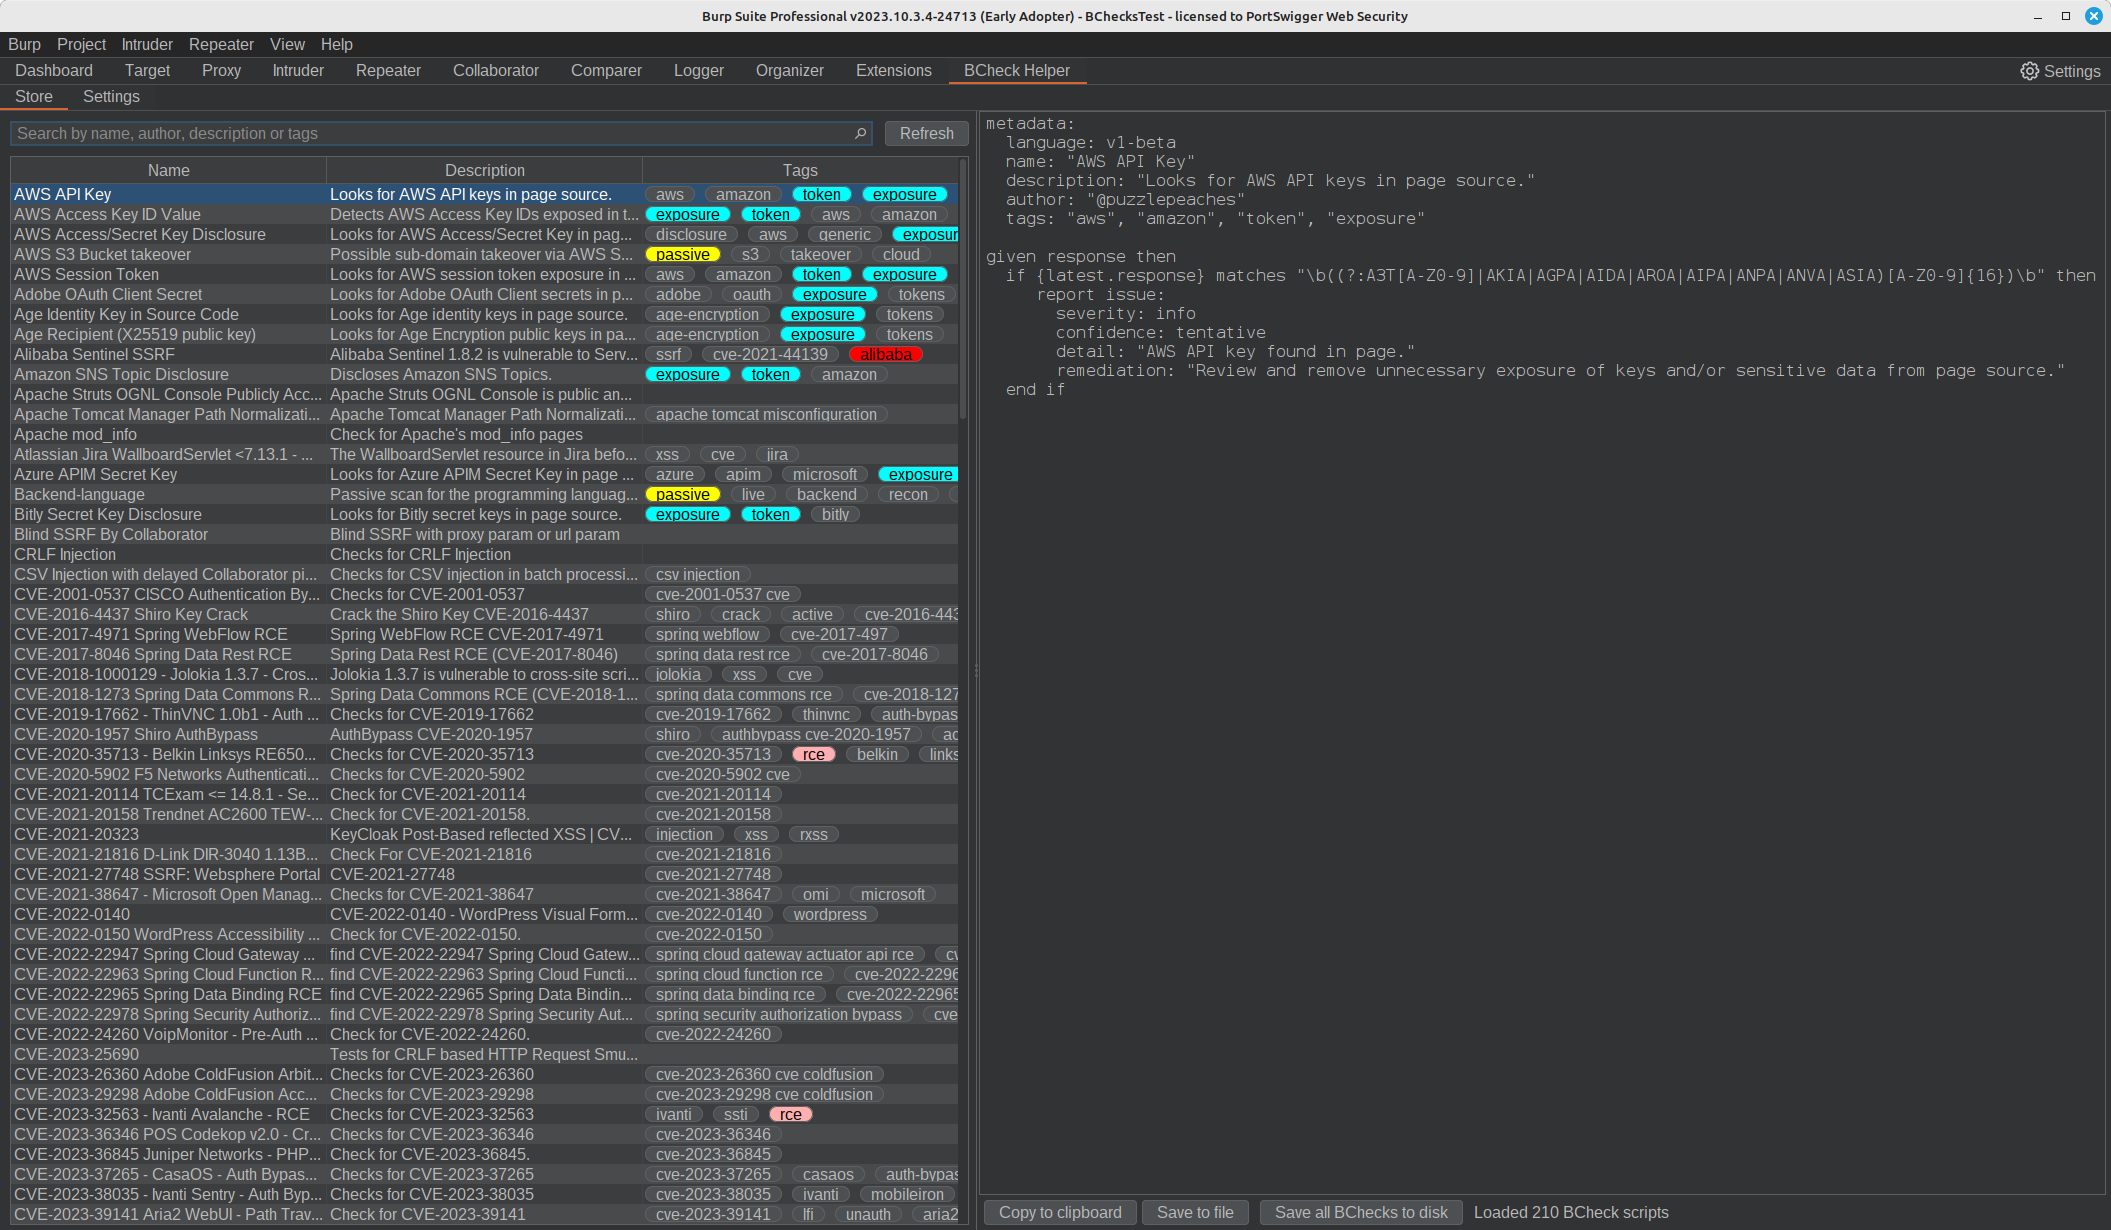 Burp Suite Professional v2023.10.3.4-24713 (Early Adopter) - BChecksTest - licensed to PortSwigger Web Security
Burp Project Intruder Repeater View Help
Dashboard Target Proxy Intruder Repeater Collaborator Comparer Logger Organizer Extensions BCheck Helper Settings
Store Settings
Search by name, author, description or tags Refresh
Name Description Tags
AWS API Key Looks for AWS API keys in page source. aws amazon token exposure
AWS Access Key ID Value Detects AWS Access Key IDs exposed in t... exposure token aws amazon
AWS Access/Secret Key Disclosure Looks for AWS Access/Secret Key in pag... disclosure aws generic exposur
AWS S3 Bucket takeover Possible sub-domain takeover via AWS S... passive s3 takeover cloud
AWS Session Token Looks for AWS session token exposure in ... aws amazon token exposure
Adobe OAuth Client Secret Looks for Adobe OAuth Client secrets in p... adobe oauth exposure tokens
Age Identity Key in Source Code Looks for Age identity keys in page source. age-encryption exposure tokens
Age Recipient (X25519 public key) Looks for Age Encryption public keys in pa... age-encryption exposure tokens
Alibaba Sentinel SSRF Alibaba Sentinel 1.8.2 is vulnerable to Serv... ssrf cve-2021-44139 alibaba
Amazon SNS Topic Disclosure Discloses Amazon SNS Topics. exposure token amazon
Apache Struts OGNL Console Publicly Acc... Apache Struts OGNL Console is public an...
Apache Tomcat Manager Path Normalizati... Apache Tomcat Manager Path Normalizati... apache tomcat misconfiguration
Apache mod_info Check for Apache's mod_info pages
Atlassian Jira WallboardServlet <7.13.1 - ... The WallboardServlet resource in Jira befo... xss cve jira
Azure APIM Secret Key Looks for Azure APIM Secret Key in page ... azure apim microsoft exposure
Backend-language Passive scan for the programming languag... passive live backend recon
Bitly Secret Key Disclosure Looks for Bitly secret keys in page source. exposure token bitly
Blind SSRF By Collaborator Blind SSRF with proxy param or url param
CRLF Injection Checks for CRLF Injection
CSV Injection with delayed Collaborator pi... Checks for CSV injection in batch processi... csv injection
CVE-2001-0537 CISCO Authentication By... Checks for CVE-2001-0537 cve-2001-0537 cve
CVE-2016-4437 Shiro Key Crack Crack the Shiro Key CVE-2016-4437 shiro crack active cve-2016-443
CVE-2017-4971 Spring WebFlow RCE Spring WebFlow RCE CVE-2017-4971 spring webflow cve-2017-497
CVE-2017-8046 Spring Data Rest RCE Spring Data Rest RCE (CVE-2017-8046) spring data rest rce cve-2017-8046
CVE-2018-1000129 - Jolokia 1.3.7 - Cros... Jolokia 1.3.7 is vulnerable to cross-site scri... jolokia xss cve
CVE-2018-1273 Spring Data Commons R... Spring Data Commons RCE (CVE-2018-1... spring data commons rce cve-2018-127
CVE-2019-17662 - ThinVNC 1.0b1 - Auth ... Checks for CVE-2019-17662 cve-2019-17662 thinvnc auth-bypas
CVE-2020-1957 Shiro AuthBypass AuthBypass CVE-2020-1957 shiro authbypass cve-2020-1957 ac
CVE-2020-35713 - Belkin Linksys RE650... Checks for CVE-2020-35713 cve-2020-35713 rce belkin links
CVE-2020-5902 F5 Networks Authenticati... Checks for CVE-2020-5902 cve-2020-5902 cve
CVE-2021-20114 TCExam <= 14.8.1 - Se... Check for CVE-2021-20114 cve-2021-20114
CVE-2021-20158 Trendnet AC2600 TEW-... Check for CVE-2021-20158. cve-2021-20158
CVE-2021-20323 KeyCloak Post-Based reflected XSS | CV... injection xss rxss
CVE-2021-21816 D-Link DIR-3040 1.13B... Check For CVE-2021-21816 cve-2021-21816
CVE-2021-27748 SSRF: Websphere Portal CVE-2021-27748 cve-2021-27748
CVE-2021-38647 - Microsoft Open Manag... Checks for CVE-2021-38647 cve-2021-38647 omi microsoft
CVE-2022-0140 CVE-2022-0140 - WordPress Visual Form... cve-2022-0140 wordpress
CVE-2022-0150 WordPress Accessibility ... Check for CVE-2022-0150. cve-2022-0150
CVE-2022-22947 Spring Cloud Gateway ... find CVE-2022-22947 Spring Cloud Gatew... spring cloud gateway actuator api rce cv
CVE-2022-22963 Spring Cloud Function R... find CVE-2022-22963 Spring Cloud Functi... spring cloud function rce cve-2022-2296
CVE-2022-22965 Spring Data Binding RCE find CVE-2022-22965 Spring Data Bindin... spring data binding rce cve-2022-22965
CVE-2022-22978 Spring Security Authoriz... find CVE-2022-22978 Spring Security Aut... spring security authorization bypass cve
CVE-2022-24260 VoipMonitor - Pre-Auth ... Check for CVE-2022-24260. cve-2022-24260
CVE-2023-25690 Tests for CRLF based HTTP Request Smu...
CVE-2023-26360 Adobe ColdFusion Arbit... Checks for CVE-2023-26360 cve-2023-26360 cve coldfusion
CVE-2023-29298 Adobe ColdFusion Acc... Checks for CVE-2023-29298 cve-2023-29298 cve coldfusion
CVE-2023-32563 - Ivanti Avalanche - RCE Checks for CVE-2023-32563 ivanti ssti rce
CVE-2023-36346 POS Codekop v2.0 - Cr... Checks for CVE-2023-36346 cve-2023-36346
CVE-2023-36845 Juniper Networks - PHP... Check for CVE-2023-36845. cve-2023-36845
CVE-2023-37265 - CasaOS - Auth Bypas... Checks for CVE-2023-37265 cve-2023-37265 casaos auth-bypas
CVE-2023-38035 - Ivanti Sentry - Auth Byp... Checks for CVE-2023-38035 cve-2023-38035 ivanti mobileiron
CVE-2023-39141 Aria2 WebUI - Path Trav... Check for CVE-2023-39141 cve-2023-39141 lfi unauth aria2
metadata:
language: v1-beta
name: "AWS API Key"
description: "Looks for AWS API keys in page source."
author: "@puzzlepeaches"
tags: "aws", "amazon", "token", "exposure"
given response then
if {latest.response} matches "\b((?:A3T[A-Z0-9]|AKIA|AGPA|AIDA|AROA|AIPA|ANPA|ANVA|ASIA)[A-Z0-9]{16})\b" then
report issue:
severity: info
confidence: tentative
detail: "AWS API key found in page."
remediation: "Review and remove unnecessary exposure of keys and/or sensitive data from page source."
end if
Copy to clipboard Save to file Save all BChecks to disk Loaded 210 BCheck scripts